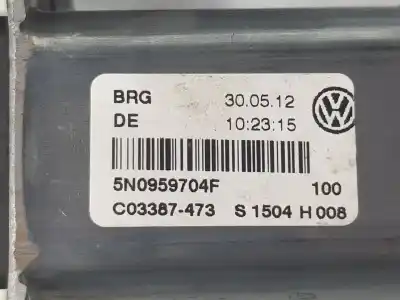 BRG 30.05.12
DE 10:23:15
5N0959704F 100
C03387-473 S 1504 H 008